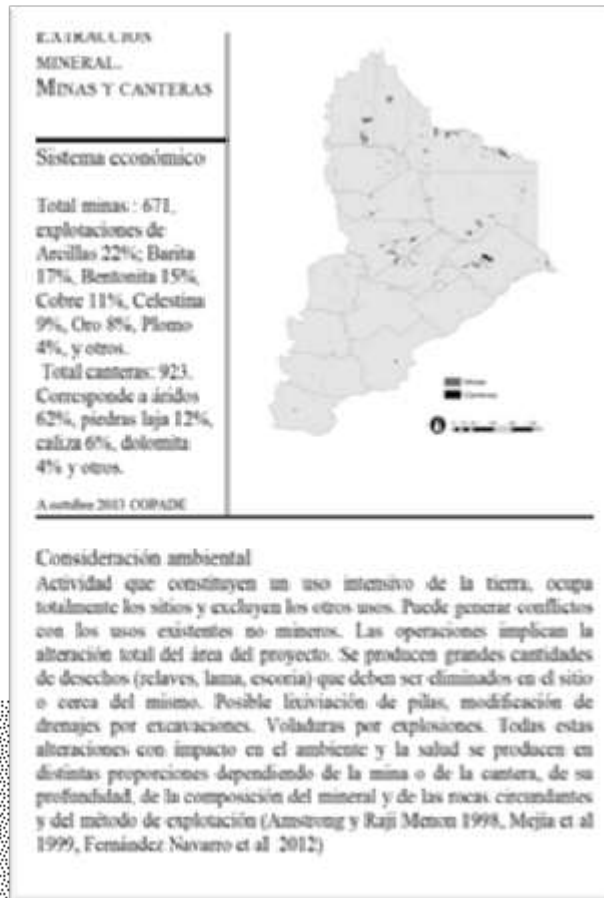 EXTRACCIÓN
MINERAL.
MINAS Y CANTERAS
Sistema económico
Total minas : 671,
explotaciones de
Arcillas 22%; Barita
17%, Bentonita 15%,
Cobre 11%, Celestina
9%, Oro 8%, Plomo
4%, y otros.
Total canteras: 923.
Corresponde a áridos
62%, piedras laja 12%,
caliza 6%, dolomita
4% y otros.
A octubre 2013 COPADE
Minas
Canteras
Consideración ambiental
Actividad que constituyen un uso intensivo de la tierra, ocupa
totalmente los sitios y excluyen los otros usos. Puede generar conflictos
con los usos existentes no mineros. Las operaciones implican la
alteración total del área del proyecto. Se producen grandes cantidades
de desechos (relaves, lama, escoria) que deben ser eliminados en el sitio
o cerca del mismo. Posible lixiviación de pilas, modificación de
drenajes por excavaciones. Voladuras por explosiones. Todas estas
alteraciones con impacto en el ambiente y la salud se producen en
distintas proporciones dependiendo de la mina o de la cantera, de su
profundidad, de la composición del mineral y de las rocas circundantes
y del método de explotación (Amstrong y Raji Menon 1998, Mejía et al
1999, Fernández Navarro et all 2012)